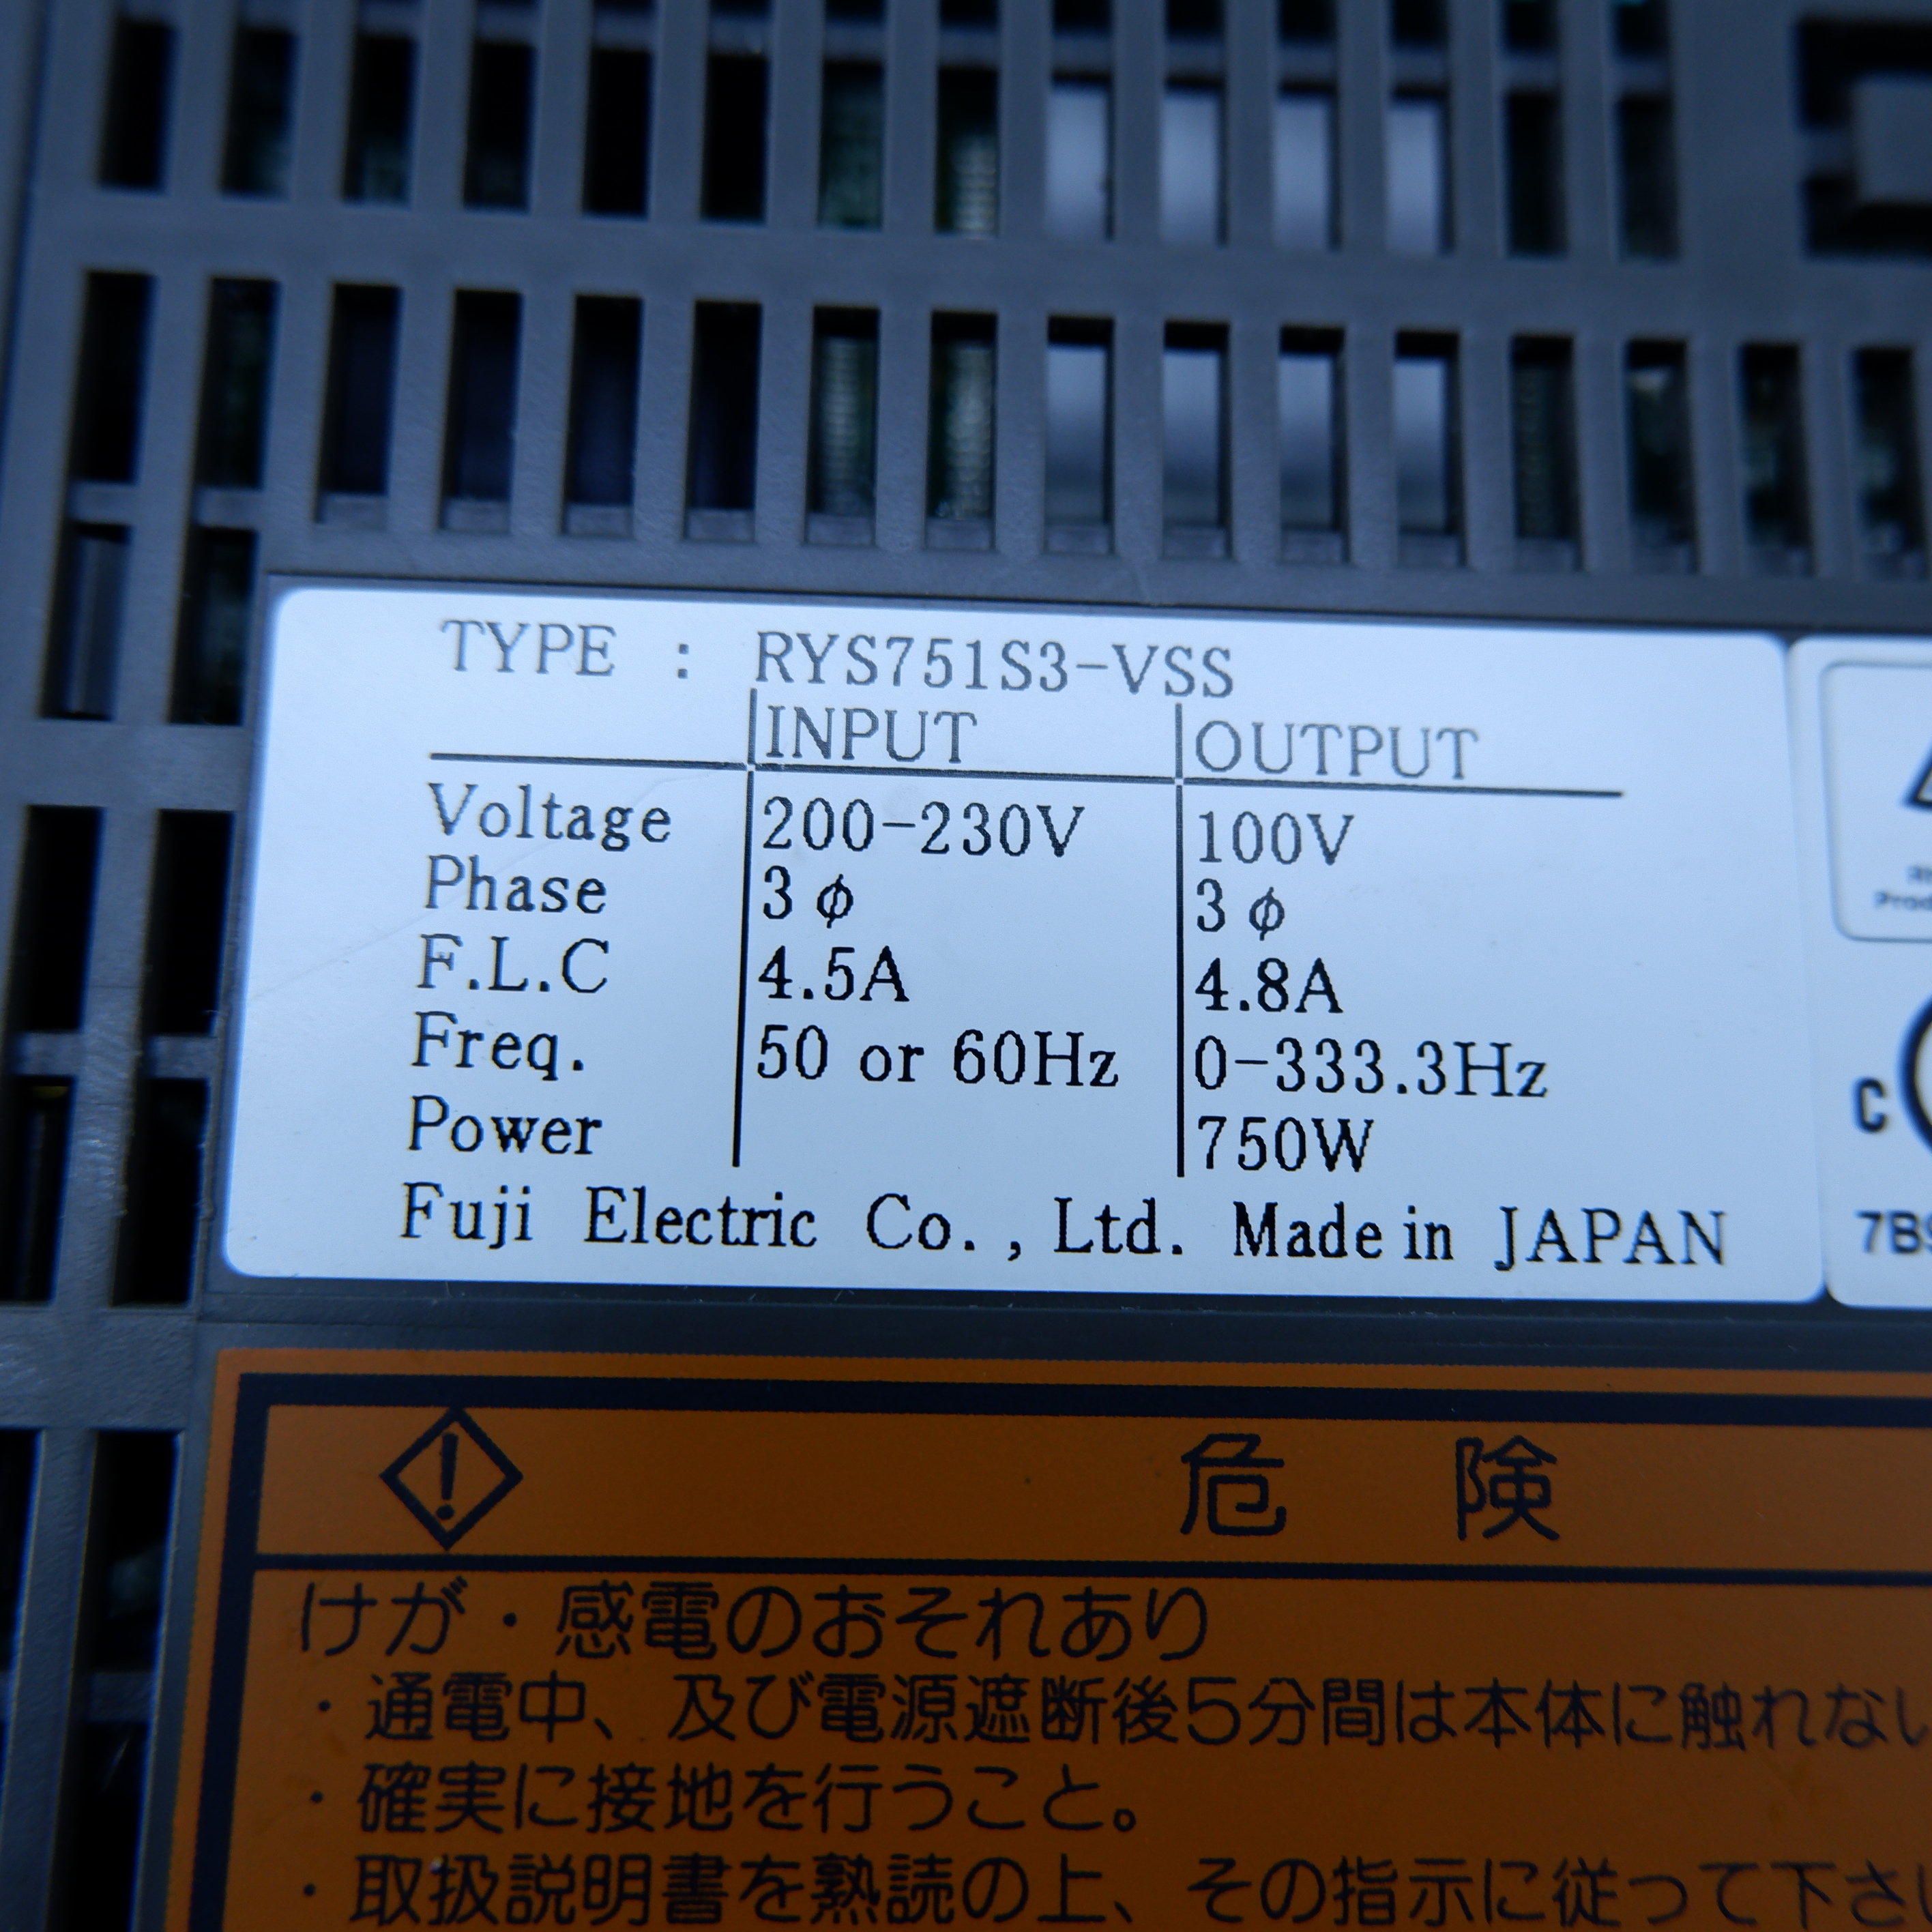 TYPE : RYS751S3-VSS
INPUT OUTPUT
Voltage 200-230V 100V
Phase 3φ 3φ
F.L.C 4.5A 4.8A
Freq. 50 or 60Hz 0-333.3Hz
Power 750W
Fuji Electric Co., Ltd. Made in JAPAN
C
危険
けが・感電のおそれあり
・通電中、及び電源遮断後5分間は本体に触れない
・確実に接地を行うこと。
・取扱説明書を熟読の上、その指示に従って下さ